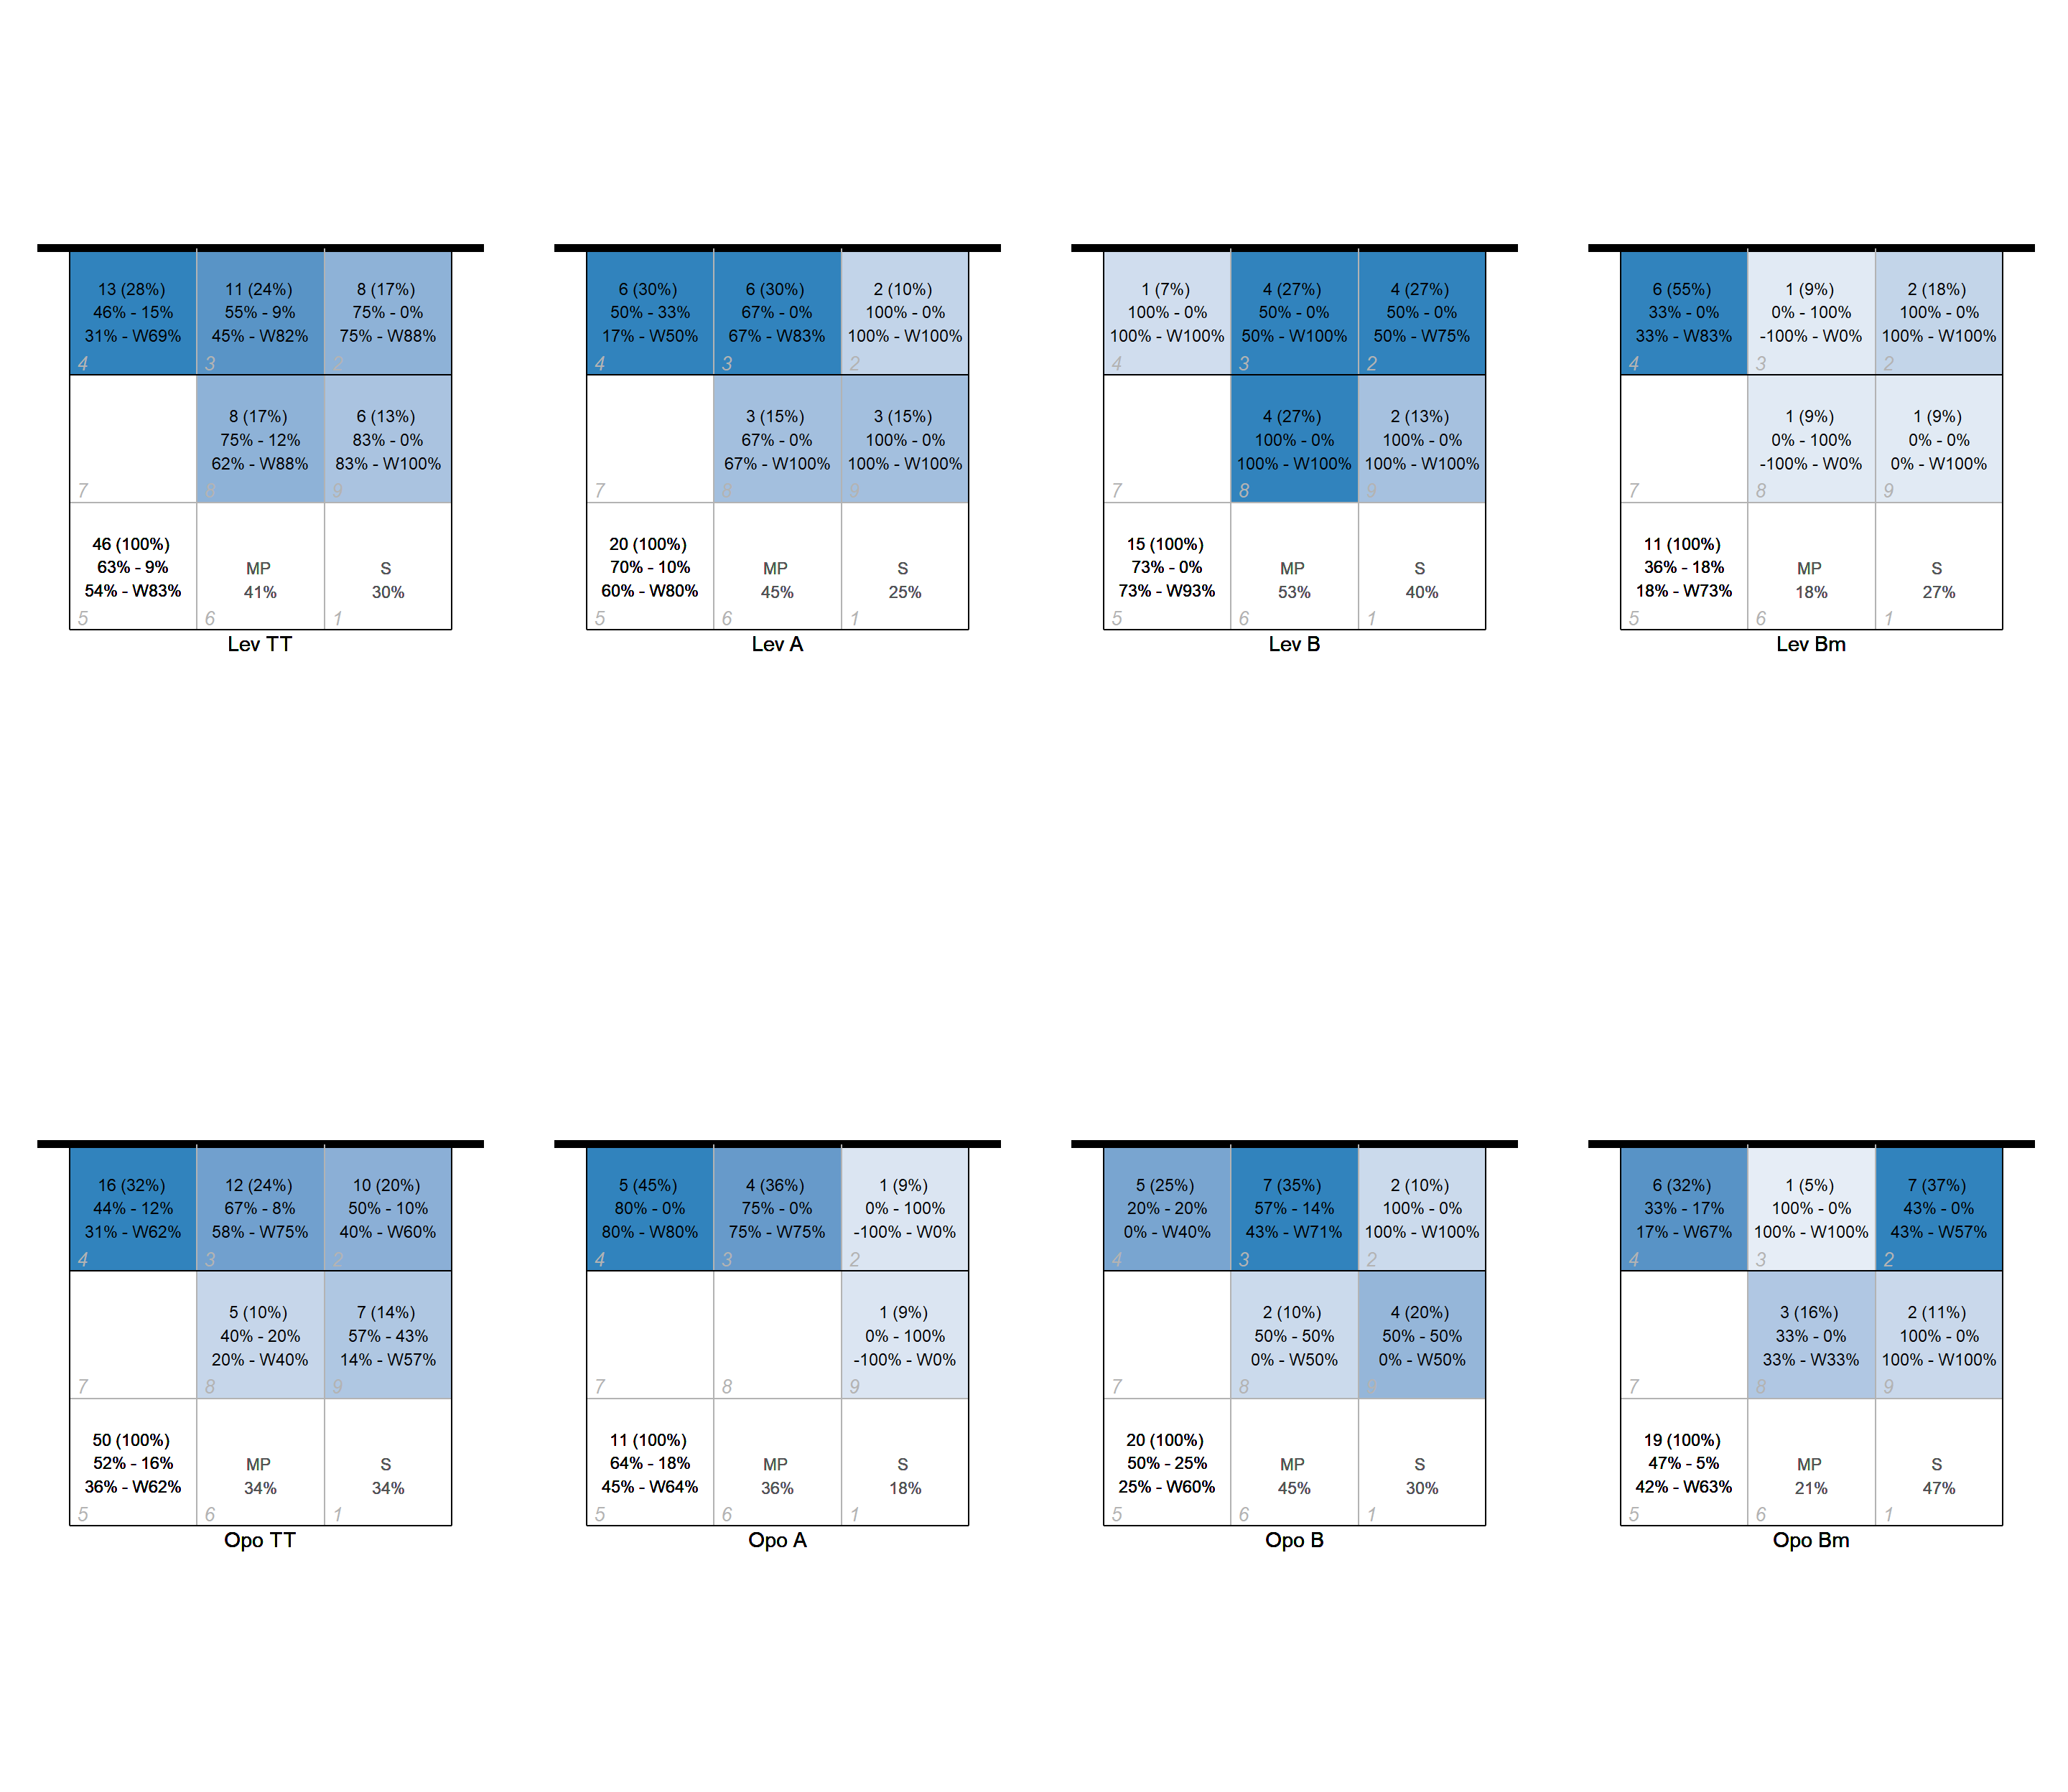 13 (28%)
46% - 15%
31% - W69%
4
11 (24%)
55% - 9%
45% - W82%
3
8 (17%)
75% - 0%
75% - W88%
2
7
8 (17%)
75% - 12%
62% - W88%
8
6 (13%)
83% - 0%
83% - W100%
9
46 (100%)
63% - 9%
54% - W83%
5
MP
41%
6
S
30%
1
Lev TT
6 (30%)
50% - 33%
17% - W50%
4
6 (30%)
67% - 0%
67% - W83%
3
2 (10%)
100% - 0%
100% - W100%
2
7
3 (15%)
67% - 0%
67% - W100%
8
3 (15%)
100% - 0%
100% - W100%
9
20 (100%)
70% - 10%
60% - W80%
5
MP
45%
6
S
25%
1
Lev A
1 (7%)
100% - 0%
100% - W100%
4
4 (27%)
50% - 0%
50% - W100%
3
4 (27%)
50% - 0%
50% - W75%
2
7
4 (27%)
100% - 0%
100% - W100%
8
2 (13%)
100% - 0%
100% - W100%
9
15 (100%)
73% - 0%
73% - W93%
5
MP
53%
6
S
40%
1
Lev B
6 (55%)
33% - 0%
33% - W83%
4
1 (9%)
0% - 100%
-100% - W0%
3
2 (18%)
100% - 0%
100% - W100%
2
7
1 (9%)
0% - 100%
-100% - W0%
8
1 (9%)
0% - 0%
0% - W100%
9
11 (100%)
36% - 18%
18% - W73%
5
MP
18%
6
S
27%
1
Lev Bm
16 (32%)
44% - 12%
31% - W62%
4
12 (24%)
67% - 8%
58% - W75%
3
10 (20%)
50% - 10%
40% - W60%
2
7
5 (10%)
40% - 20%
20% - W40%
8
7 (14%)
57% - 43%
14% - W57%
9
50 (100%)
52% - 16%
36% - W62%
5
MP
34%
6
S
34%
1
Opo TT
5 (45%)
80% - 0%
80% - W80%
4
4 (36%)
75% - 0%
75% - W75%
3
1 (9%)
0% - 100%
-100% - W0%
2
7
8
1 (9%)
0% - 100%
-100% - W0%
9
11 (100%)
64% - 18%
45% - W64%
5
MP
36%
6
S
18%
1
Opo A
5 (25%)
20% - 20%
0% - W40%
4
7 (35%)
57% - 14%
43% - W71%
3
2 (10%)
100% - 0%
100% - W100%
2
7
2 (10%)
50% - 50%
0% - W50%
8
4 (20%)
50% - 50%
0% - W50%
9
20 (100%)
50% - 25%
25% - W60%
5
MP
45%
6
S
30%
1
Opo B
6 (32%)
33% - 17%
17% - W67%
4
1 (5%)
100% - 0%
100% - W100%
3
7 (37%)
43% - 0%
43% - W57%
2
7
3 (16%)
33% - 0%
33% - W33%
8
2 (11%)
100% - 0%
100% - W100%
9
19 (100%)
47% - 5%
42% - W63%
5
MP
21%
6
S
47%
1
Opo Bm